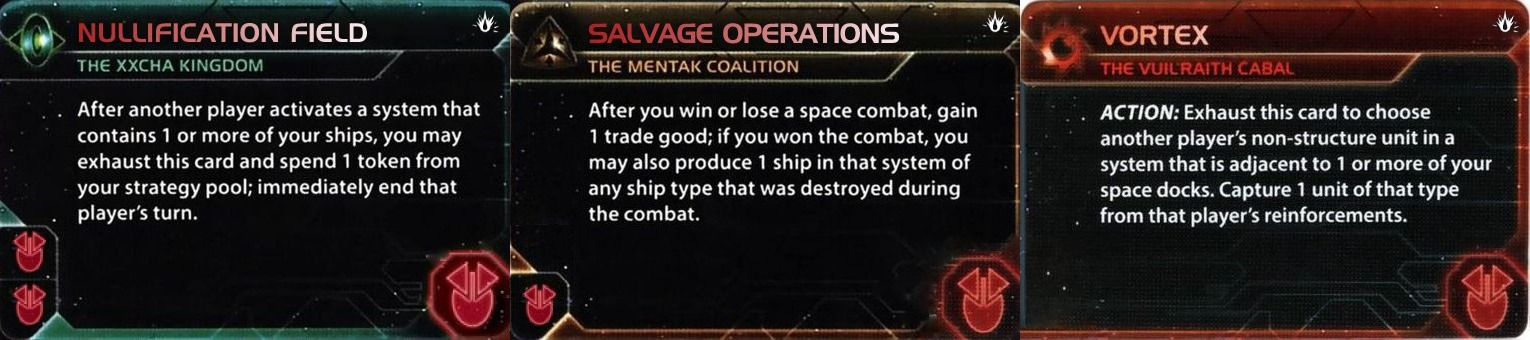 NULLIFICATION FIELD
THE XXCHA KINGDOM
After another player activates a system that
contains 1 or more of your ships, you may
exhaust this card and spend 1 token from
your strategy pool; immediately end that
player's turn.
SALVAGE OPERATIONS
THE MENTAK COALITION
After you win or lose a space combat, gain
1 trade good; if you won the combat, you
may also produce 1 ship in that system of
any ship type that was destroyed during
the combat.
VORTEX
THE VUIL'RAITH CABAL
ACTION: Exhaust this card to choose
another player's non-structure unit in a
system that is adjacent to 1 or more of your
space docks. Capture 1 unit of that type
from that player's reinforcements.